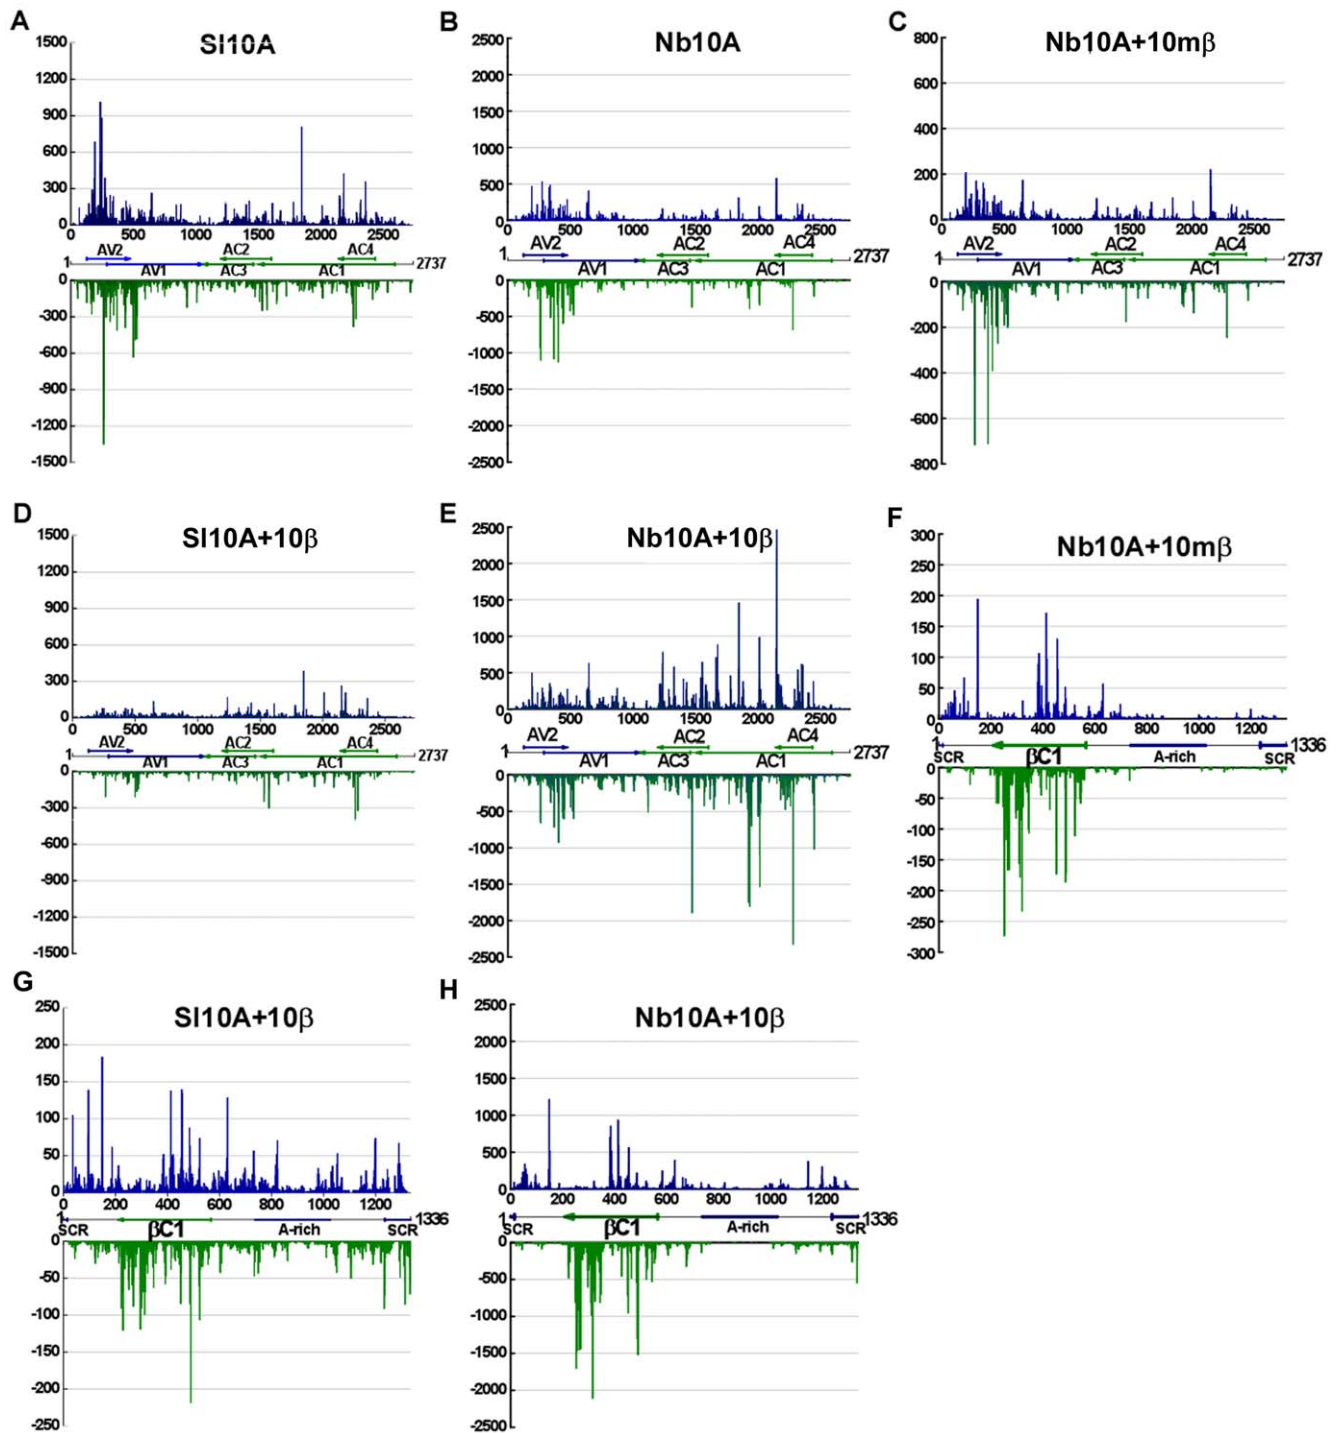 A
Sl10A
1500
1200
900
600
300
0
0 500 1000 1500 2000 2500
AV2 AC2 AC4
1 2737
AV1 AC3 AC1
0
-300
-600
-900
-1200
-1500
B
Nb10A
2500
2000
1500
1000
500
0
0 500 1000 1500 2000 2500
AV2 AC2 AC4
1 2737
AV1 AC3 AC1
0
-500
-1000
-1500
-2000
-2500
C
Nb10A+10mβ
800
600
400
200
0
0 500 1000 1500 2000 2500
AV2 AC2 AC4
1 2737
AV1 AC3 AC1
0
-200
-400
-600
-800
D
Sl10A+10β
1500
1200
900
600
300
0
0 500 1000 1500 2000 2500
AV2 AC2 AC4
1 2737
AV1 AC3 AC1
0
-300
-600
-900
-1200
-1500
E
Nb10A+10β
2500
2000
1500
1000
500
0
0 500 1000 1500 2000 2500
AV2 AC2 AC4
1 2737
AV1 AC3 AC1
0
-500
-1000
-1500
-2000
-2500
F
Nb10A+10mβ
300
250
200
150
100
50
0
0 200 400 600 800 1000 1200
1 1336
SCR βC1 A-rich SCR
0
-50
-100
-150
-200
-250
-300
G
Sl10A+10β
250
200
150
100
50
0
0 200 400 600 800 1000 1200
1 1336
SCR βC1 A-rich SCR
0
-50
-100
-150
-200
-250
H
Nb10A+10β
2500
2000
1500
1000
500
0
0 200 400 600 800 1000 1200
1 1336
SCR βC1 A-rich SCR
0
-500
-1000
-1500
-2000
-2500